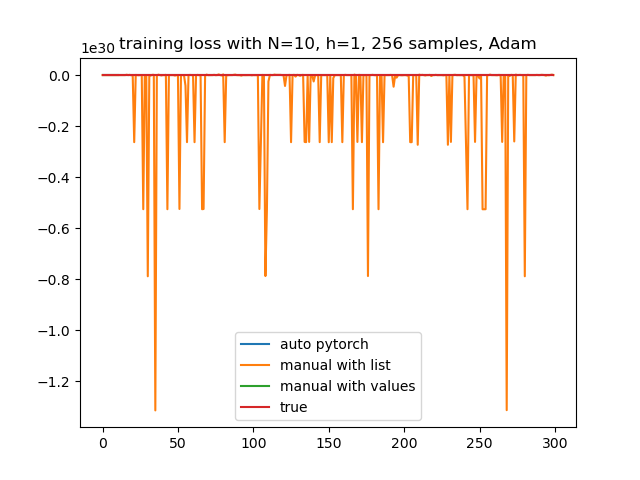 training loss with N=10, h=1, 256 samples, Adam
1e30
0.0
−0.2
−0.4
−0.6
−0.8
−1.0
−1.2
auto pytorch
manual with list
manual with values
true
0 50 100 150 200 250 300